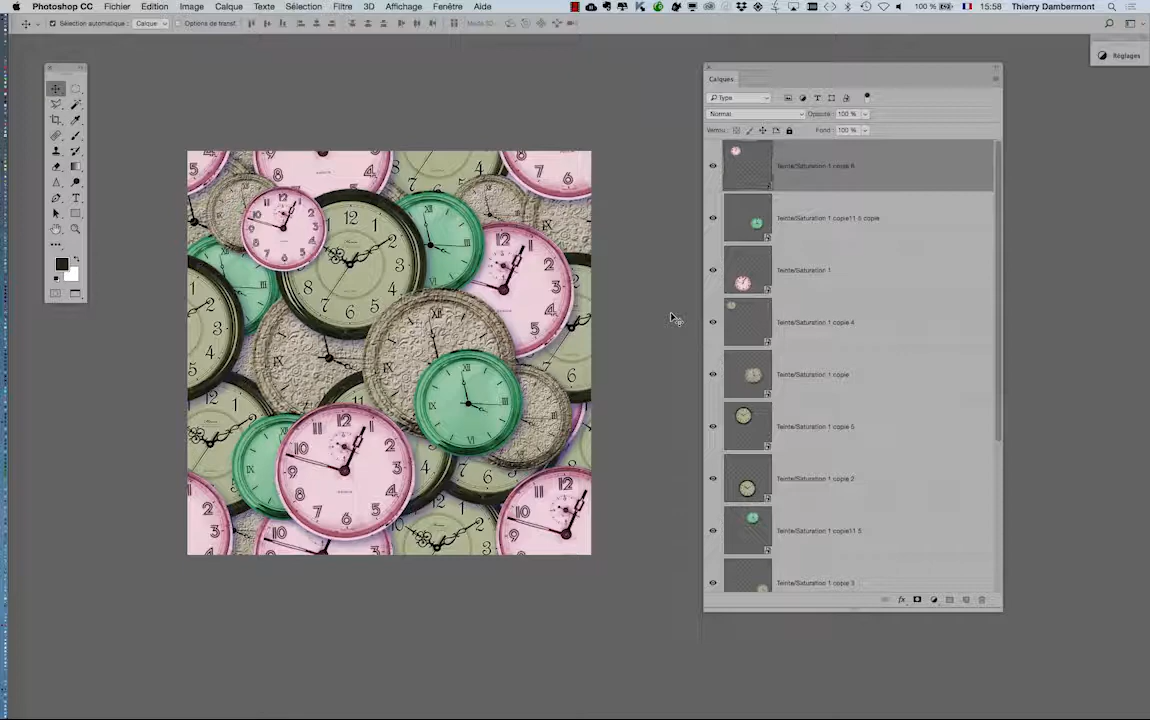 Photoshop CC Fichier Edition Image Calque Texte Sélection Filtre 3D Affichage Fenêtre Aide 100 % 15:58 Thierry Dambermont
Sélection automatique : Calque Options de transf. Mode 3D :
Réglages
Calques
Type
Normal Opacité : 100 %
Verrou : Fond : 100 %
Teinte/Saturation 1 copie 6
Teinte/Saturation 1 copie11 5 copie
Teinte/Saturation 1
Teinte/Saturation 1 copie 4
Teinte/Saturation 1 copie
Teinte/Saturation 1 copie 5
Teinte/Saturation 1 copie 2
Teinte/Saturation 1 copie11 5
Teinte/Saturation 1 copie 3